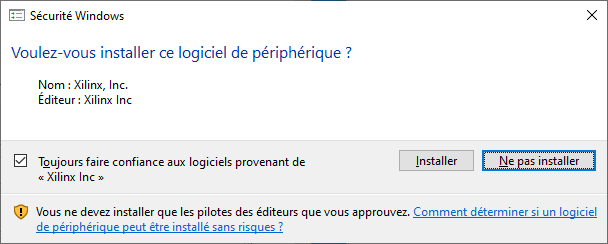 Sécurité Windows
Voulez-vous installer ce logiciel de périphérique ?
Nom : Xilinx, Inc.
Éditeur : Xilinx Inc
Toujours faire confiance aux logiciels provenant de
« Xilinx Inc »
Installer
Ne pas installer
Vous ne devez installer que les pilotes des éditeurs que vous approuvez. Comment déterminer si un logiciel
de périphérique peut être installé sans risques ?